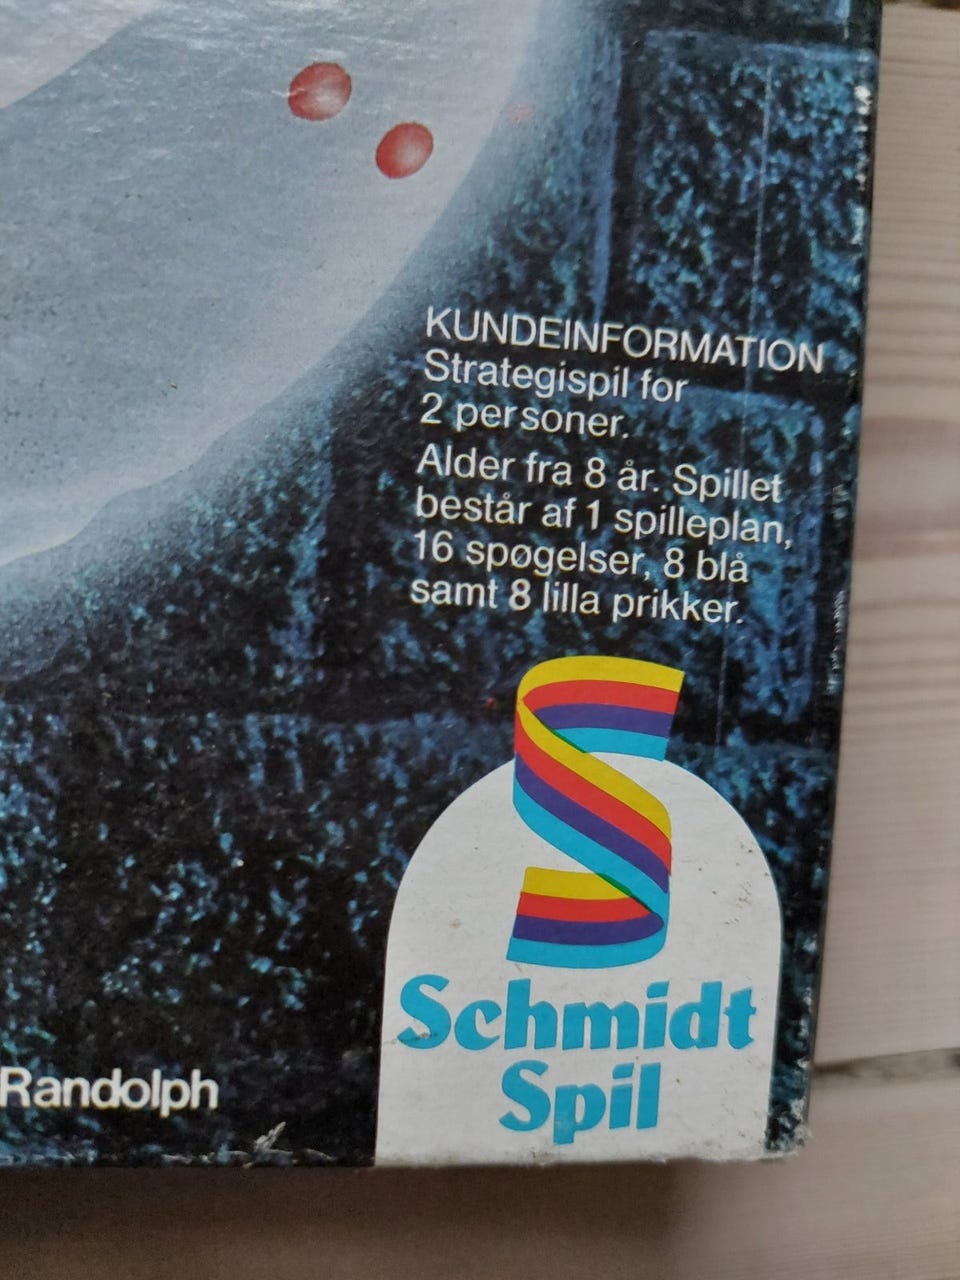 KUNDEINFORMATION
Strategispil for
2 personer.
Alder fra 8 år. Spillet
består af 1 spilleplan,
16 spøgelser, 8 blå
samt 8 lilla prikker.
Schmidt
Spil
Randolph